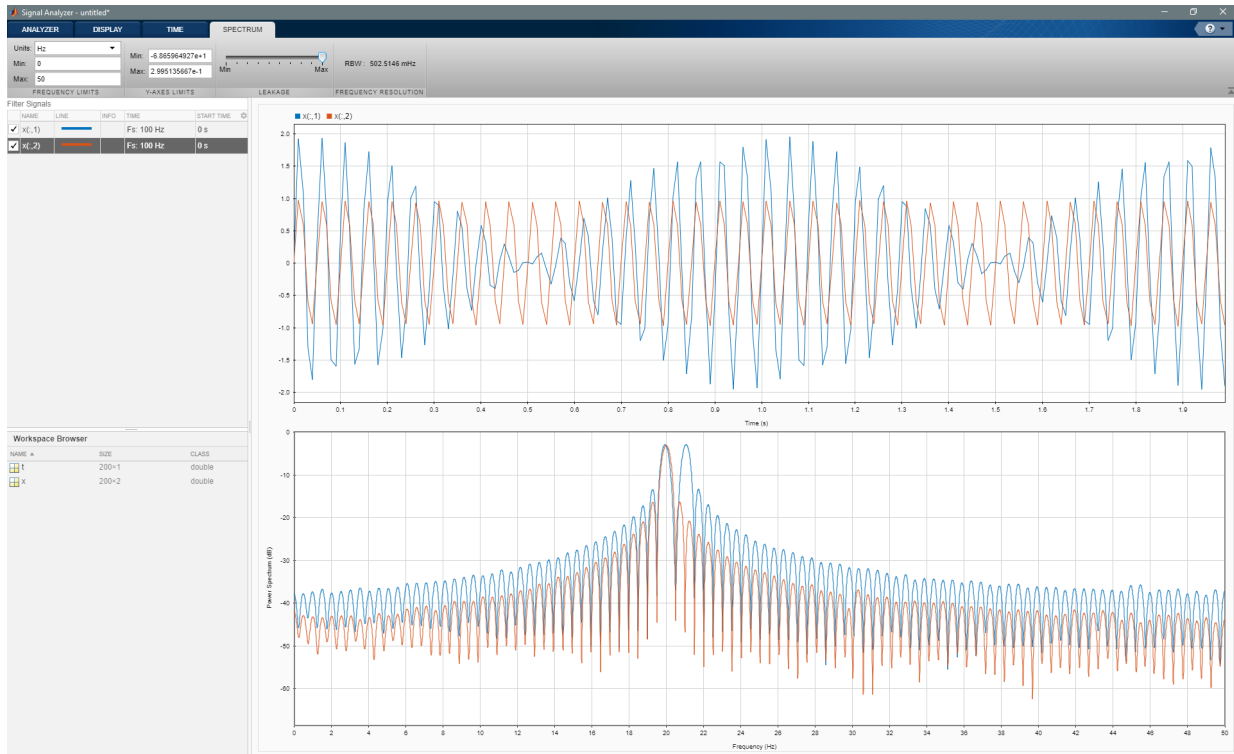 Signal Analyzer - untitled*
ANALYZER DISPLAY TIME SPECTRUM
Units: Hz
Min: 0
Max: 50
FREQUENCY LIMITS
Min: -6.865964927e+1
Max: 2.995135667e-1
Y-AXES LIMITS
Min Max
LEAKAGE
RBW : 502.5146 mHz
FREQUENCY RESOLUTION
Filter Signals
NAME LINE INFO TIME START TIME
x(:,1) Fs: 100 Hz 0 s
x(:,2) Fs: 100 Hz 0 s
Workspace Browser
NAME SIZE CLASS
t 200×1 double
x 200×2 double
x(:,1) x(:,2)
2.0
1.5
1.0
0.5
0
-0.5
-1.0
-1.5
-2.0
0 0.1 0.2 0.3 0.4 0.5 0.6 0.7 0.8 0.9 1.0 1.1 1.2 1.3 1.4 1.5 1.6 1.7 1.8 1.9
Time (s)
Power Spectrum (dB)
0
-10
-20
-30
-40
-50
-60
0 2 4 6 8 10 12 14 16 18 20 22 24 26 28 30 32 34 36 38 40 42 44 46 48 50
Frequency (Hz)